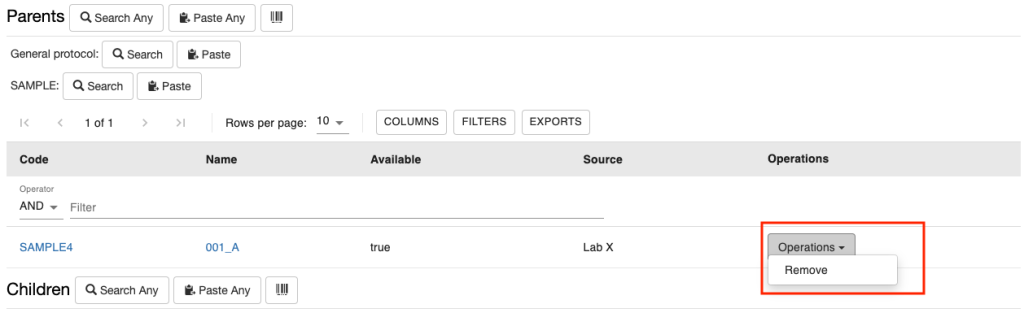 Parents Search Any Paste Any
General protocol: Search Paste
SAMPLE: Search Paste
1 of 1 Rows per page: 10 COLUMNS FILTERS EXPORTS
Code Name Available Source Operations
Operator
AND Filter
SAMPLE4 001_A true Lab X Operations
Remove
Children Search Any Paste Any